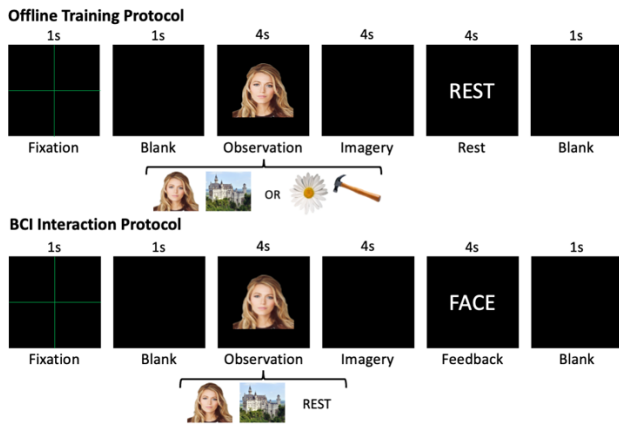 Offline Training Protocol
1s 1s 4s 4s 4s 1s
REST
Fixation Blank Observation Imagery Rest Blank
OR
BCI Interaction Protocol
1s 1s 4s 4s 4s 1s
FACE
Fixation Blank Observation Imagery Feedback Blank
REST